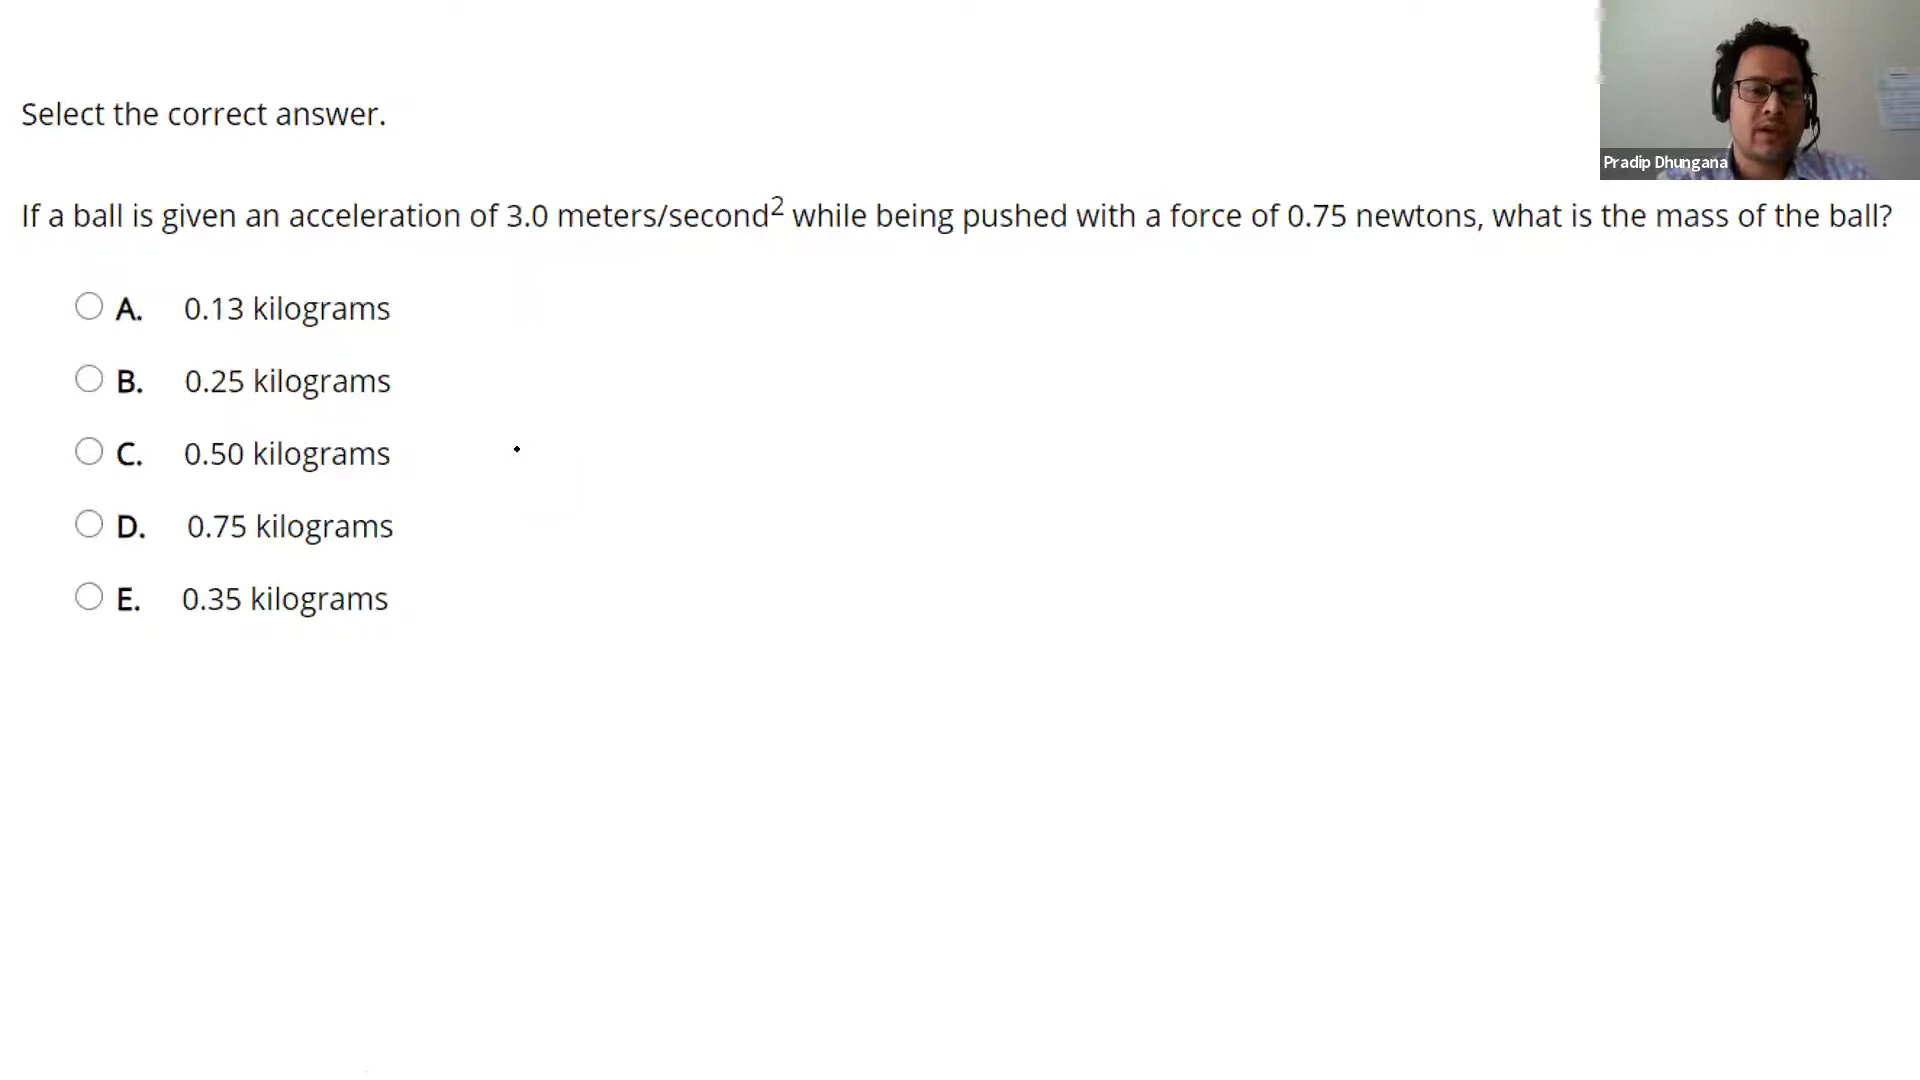 Select the correct answer.
Pradip Dhungana
If a ball is given an acceleration of 3.0 meters/second² while being pushed with a force of 0.75 newtons, what is the mass of the ball?
A. 0.13 kilograms
B. 0.25 kilograms
C. 0.50 kilograms
D. 0.75 kilograms
E. 0.35 kilograms